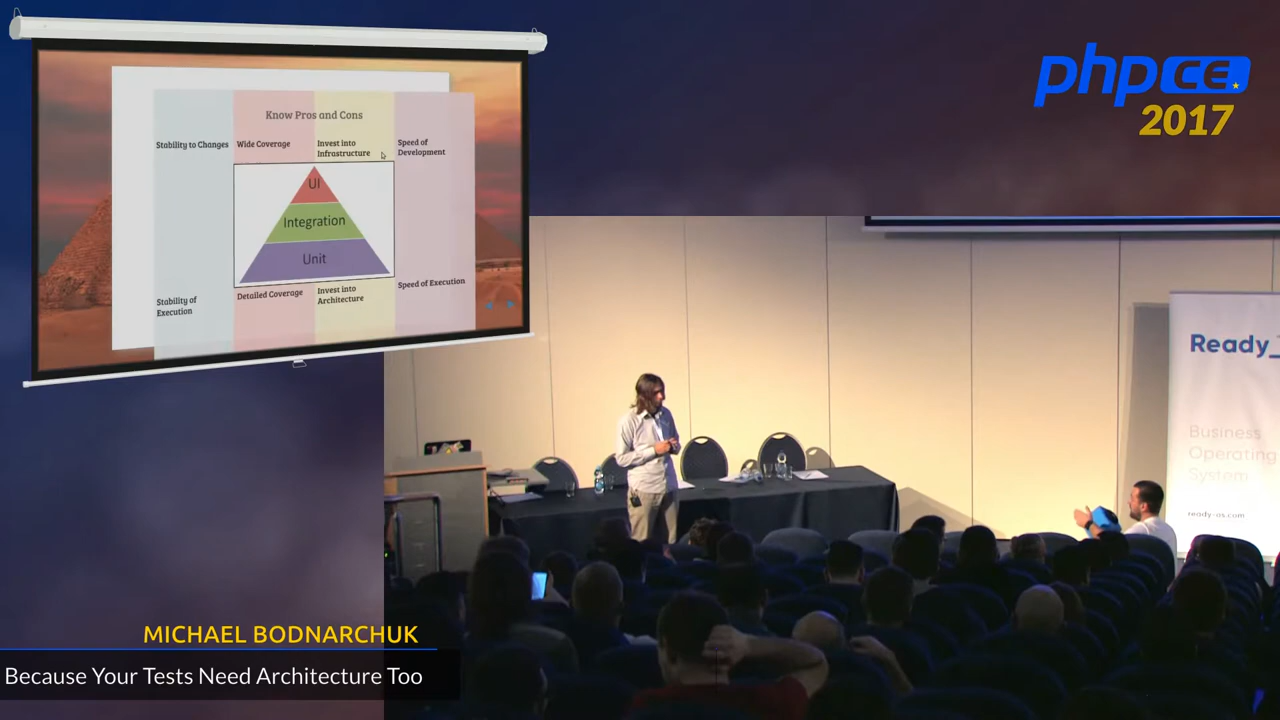 Know Pros and Cons
Stability to Changes
Wide Coverage
Invest into
Infrastructure
Speed of
Development
UI
Integration
Unit
Stability of
Execution
Detailed Coverage
Invest into
Architecture
Speed of Execution
phpCE
2017
Ready_
Business
Operating
System
ready-os.com
MICHAEL BODNARCHUK
Because Your Tests Need Architecture Too